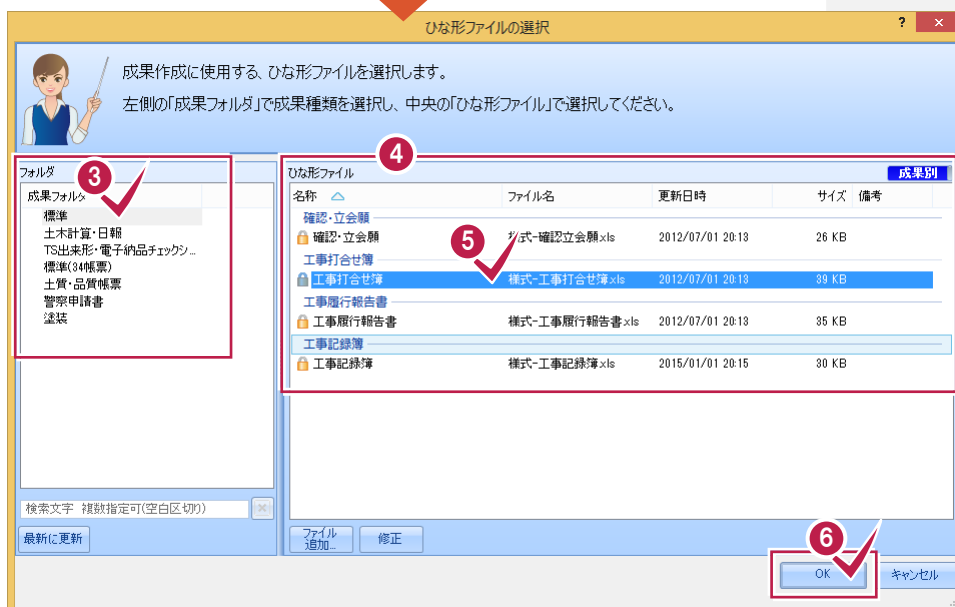 ひな形ファイルの選択
?
×
成果作成に使用する、ひな形ファイルを選択します。
左側の「成果フォルダ」で成果種類を選択し、中央の「ひな形ファイル」で選択してください。
フォルダ
3
成果フォルダ
標準
土木計算・日報
TS出来形・電子納品チェックシ...
標準(34帳票)
土質・品質帳票
警察申請書
塗装
4
ひな形ファイル 成果別
名称 ファイル名 更新日時 サイズ 備考
確認・立会願
確認・立会願 様式-確認立会願.xls 2012/07/01 20:13 26 KB
5
工事打合せ簿
工事打合せ簿 様式-工事打合せ簿.xls 2012/07/01 20:13 39 KB
工事履行報告書
工事履行報告書 様式-工事履行報告書.xls 2012/07/01 20:13 35 KB
工事記録簿
工事記録簿 様式-工事記録簿.xls 2015/01/01 20:15 30 KB
検索文字 複数指定可(空白区切り)
最新に更新
ファイル
追加...
修正
6
OK
キャンセル